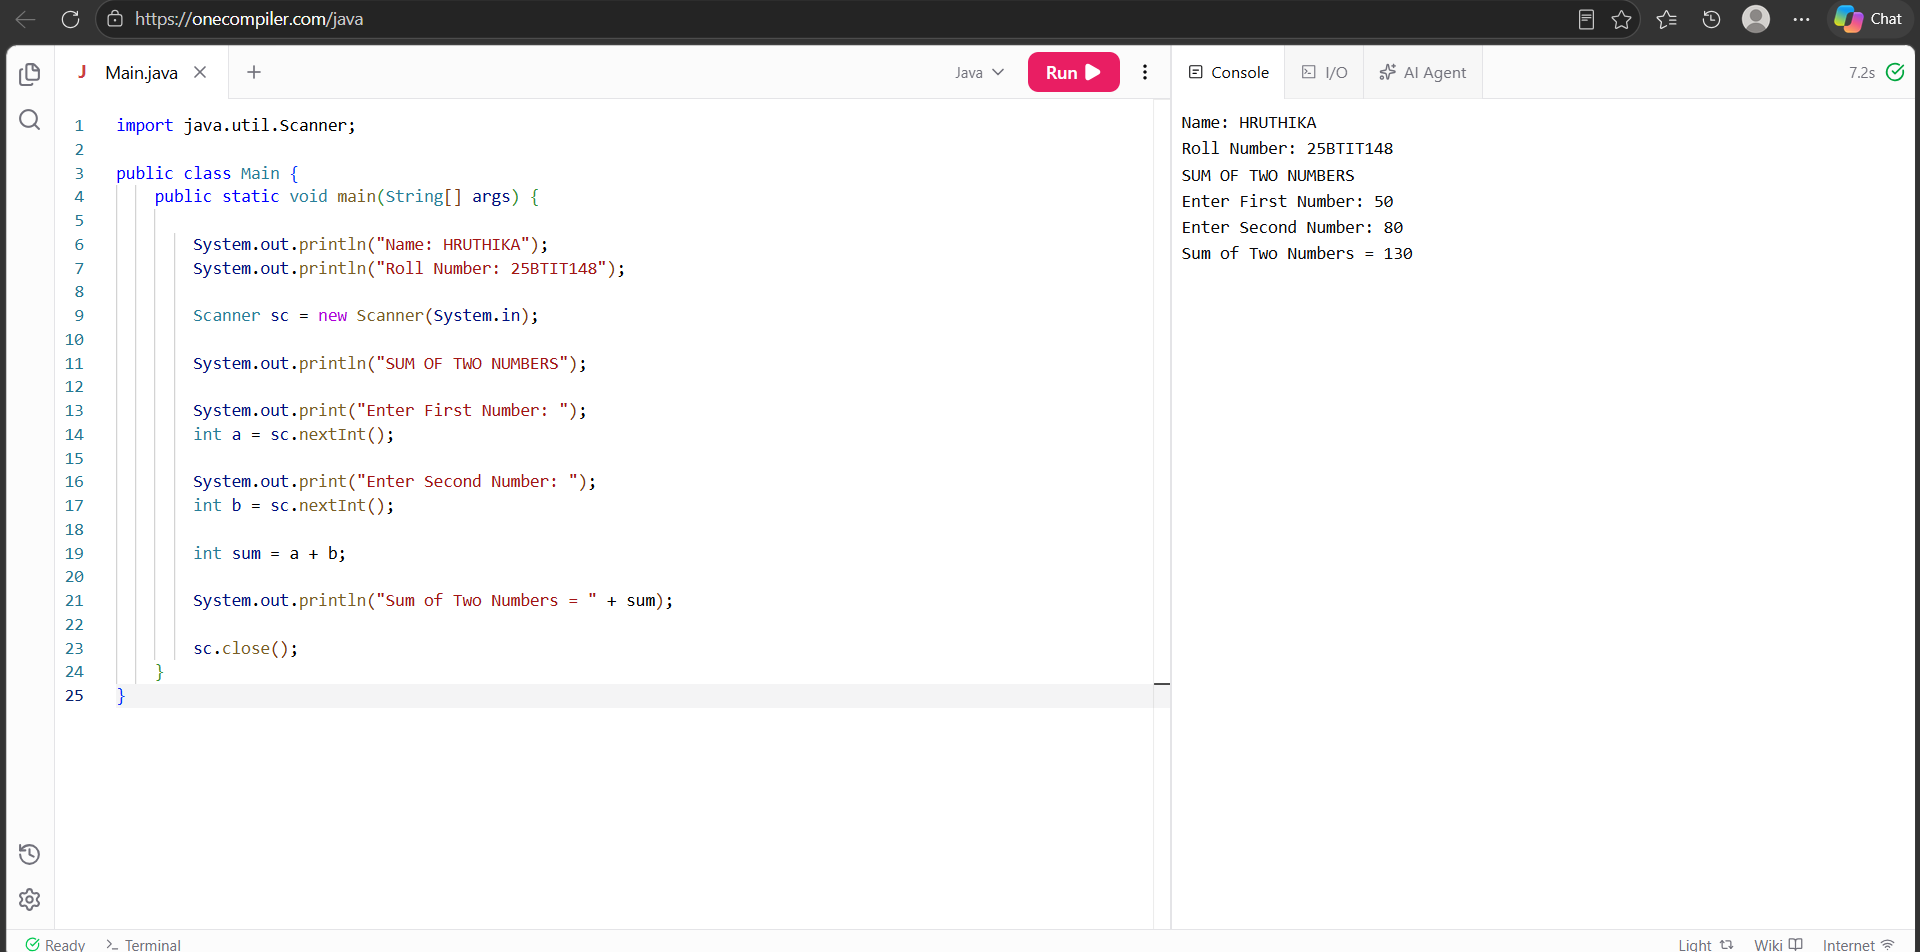 https://onecompiler.com/java
Chat
J Main.java
Java
Run
Console
I/O
AI Agent
7.2s
1 import java.util.Scanner;
2
3 public class Main {
4 public static void main(String[] args) {
5
6 System.out.println("Name: HRUTHIKA");
7 System.out.println("Roll Number: 25BTIT148");
8
9 Scanner sc = new Scanner(System.in);
10
11 System.out.println("SUM OF TWO NUMBERS");
12
13 System.out.print("Enter First Number: ");
14 int a = sc.nextInt();
15
16 System.out.print("Enter Second Number: ");
17 int b = sc.nextInt();
18
19 int sum = a + b;
20
21 System.out.println("Sum of Two Numbers = " + sum);
22
23 sc.close();
24 }
25 }
Name: HRUTHIKA
Roll Number: 25BTIT148
SUM OF TWO NUMBERS
Enter First Number: 50
Enter Second Number: 80
Sum of Two Numbers = 130
Ready
Terminal
Light
Wiki
Internet